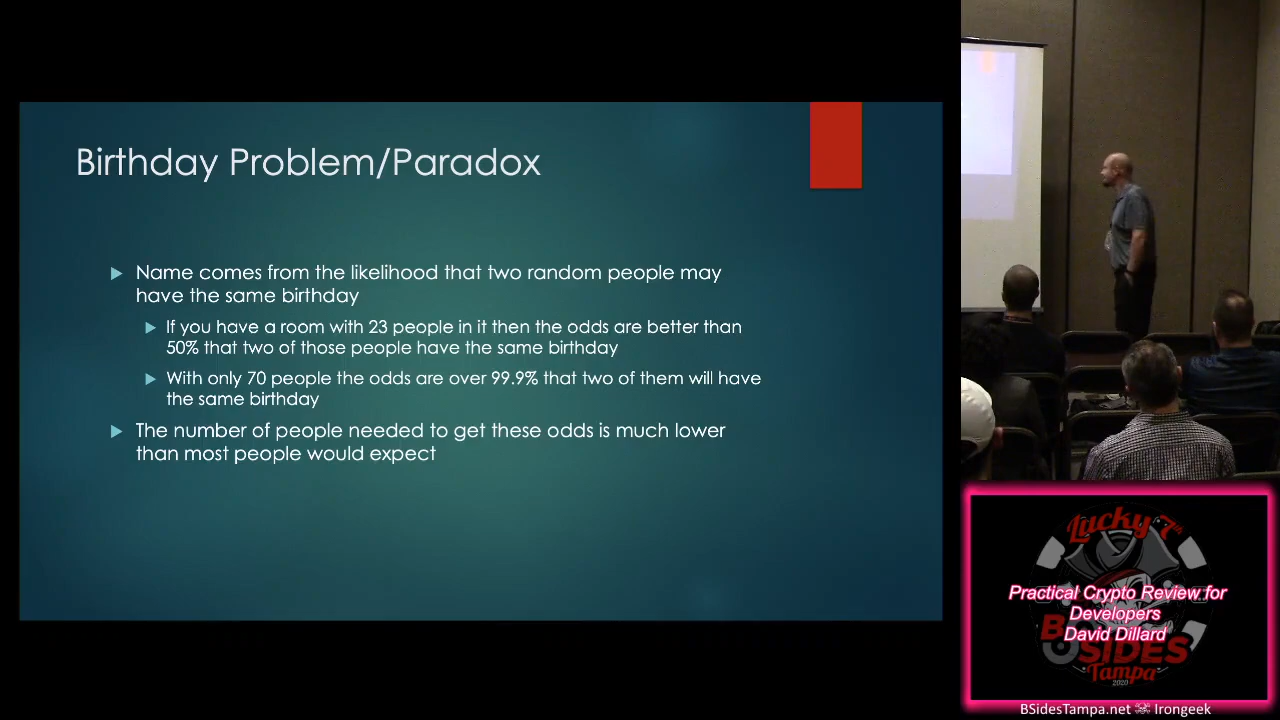 Birthday Problem/Paradox
Name comes from the likelihood that two random people may
have the same birthday
If you have a room with 23 people in it then the odds are better than
50% that two of those people have the same birthday
With only 70 people the odds are over 99.9% that two of them will have
the same birthday
The number of people needed to get these odds is much lower
than most people would expect
Lucky 7th
Practical Crypto Review for
Developers
David Dillard
BSIDES
Tampa
2020
BSidesTampa.net Irongeek